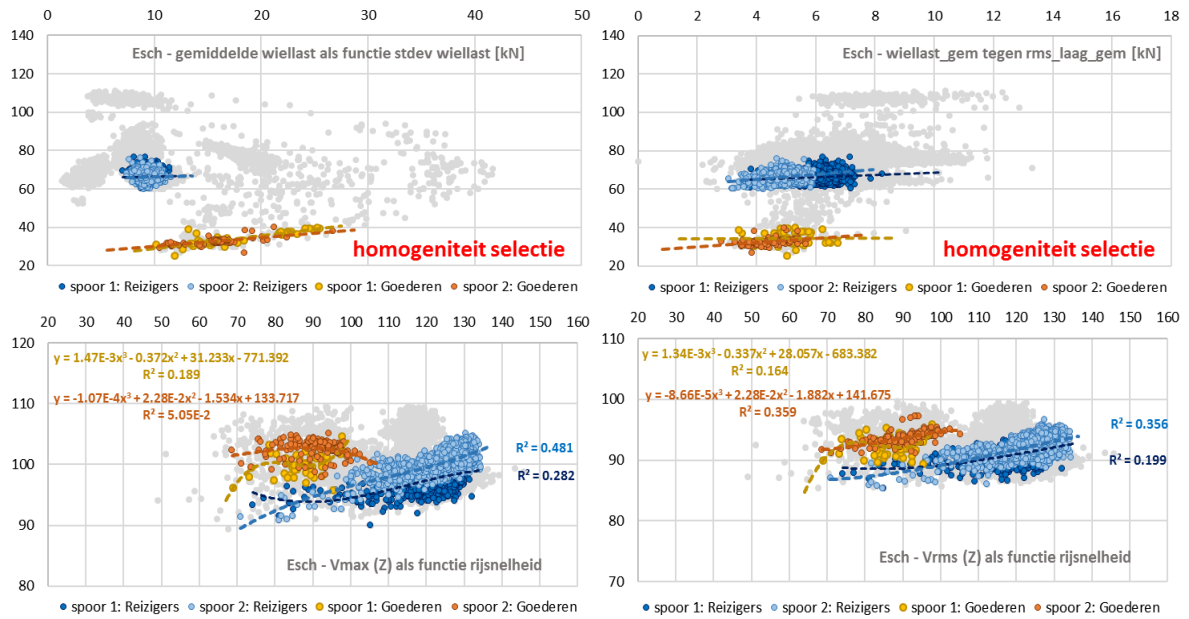 0 10 20 30 40 50
140
120
100
80
60
40
20
Esch - gemiddelde wiellast als functie stdev wiellast [kN]
homogeniteit selectie
spoor 1: Reizigers spoor 2: Reizigers spoor 1: Goederen spoor 2: Goederen
0 2 4 6 8 10 12 14 16 18
140
120
100
80
60
40
20
Esch - wiellast_gem tegen rms_laag_gem [kN]
homogeniteit selectie
spoor 1: Reizigers spoor 2: Reizigers spoor 1: Goederen spoor 2: Goederen
20 30 40 50 60 70 80 90 100 110 120 130 140 150 160
120
110
100
90
80
y = 1.47E-3x³ - 0.372x² + 31.233x - 771.392
R² = 0.189
y = -1.07E-4x³ + 2.28E-2x² - 1.534x + 133.717
R² = 5.05E-2
R² = 0.481
R² = 0.282
Esch - Vmax (Z) als functie rijsnelheid
spoor 1: Reizigers spoor 2: Reizigers spoor 1: Goederen spoor 2: Goederen
20 30 40 50 60 70 80 90 100 110 120 130 140 150 160
110
100
90
80
70
y = 1.34E-3x³ - 0.337x² + 28.057x - 683.382
R² = 0.164
y = -8.66E-5x³ + 2.28E-2x² - 1.882x + 141.675
R² = 0.359
R² = 0.356
R² = 0.199
Esch - Vrms (Z) als functie rijsnelheid
spoor 1: Reizigers spoor 2: Reizigers spoor 1: Goederen spoor 2: Goederen